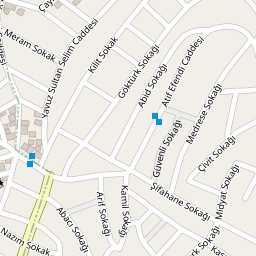 Meram Sokak
Yavuz Sultan Selim Caddesi
Kilit Sokak
Göktürk Sokağı
Abid Sokağı
Atıf Efendi Caddesi
Güvenli Sokağı
Medrese Sokağı
Çivit Sokağı
Midyat Sokağı
Şifahane Sokağı
Kamil Sokağı
Arif Sokağı
Abacı Sokağı
Nazım Sokak